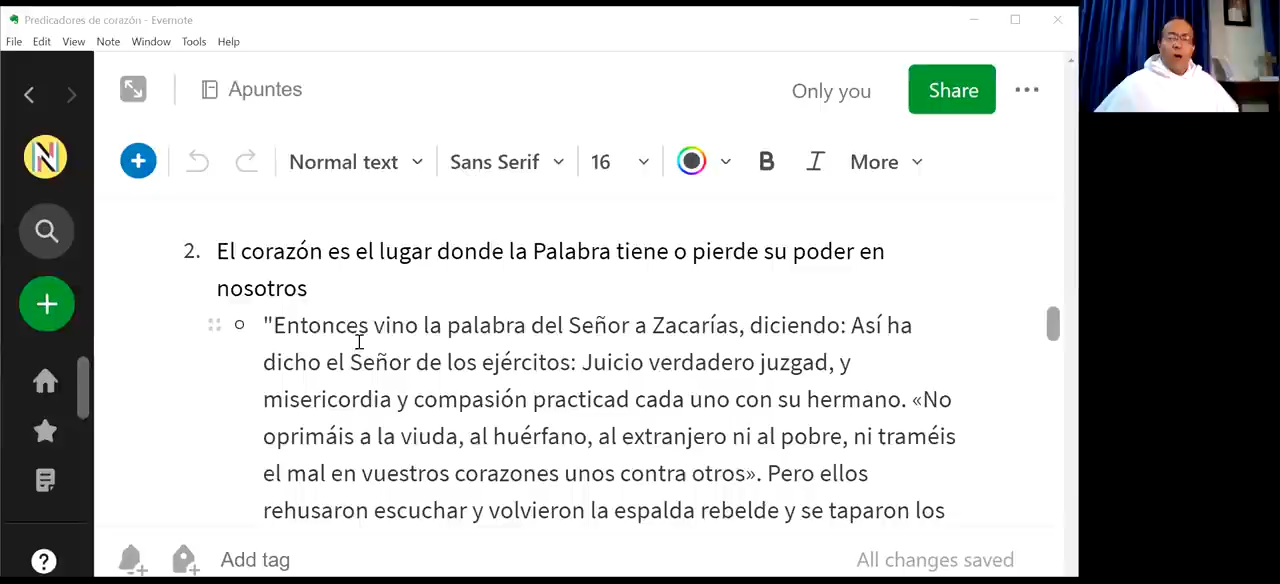 Predicadores de corazón - Evernote
File Edit View Note Window Tools Help
Apuntes
Only you
Share
Normal text
Sans Serif
16
B
I
More
N
2. El corazón es el lugar donde la Palabra tiene o pierde su poder en
nosotros
"Entonces vino la palabra del Señor a Zacarías, diciendo: Así ha
dicho el Señor de los ejércitos: Juicio verdadero juzgad, y
misericordia y compasión practicad cada uno con su hermano. «No
oprimáis a la viuda, al huérfano, al extranjero ni al pobre, ni traméis
el mal en vuestros corazones unos contra otros». Pero ellos
rehusaron escuchar y volvieron la espalda rebelde y se taparon los
Add tag
All changes saved